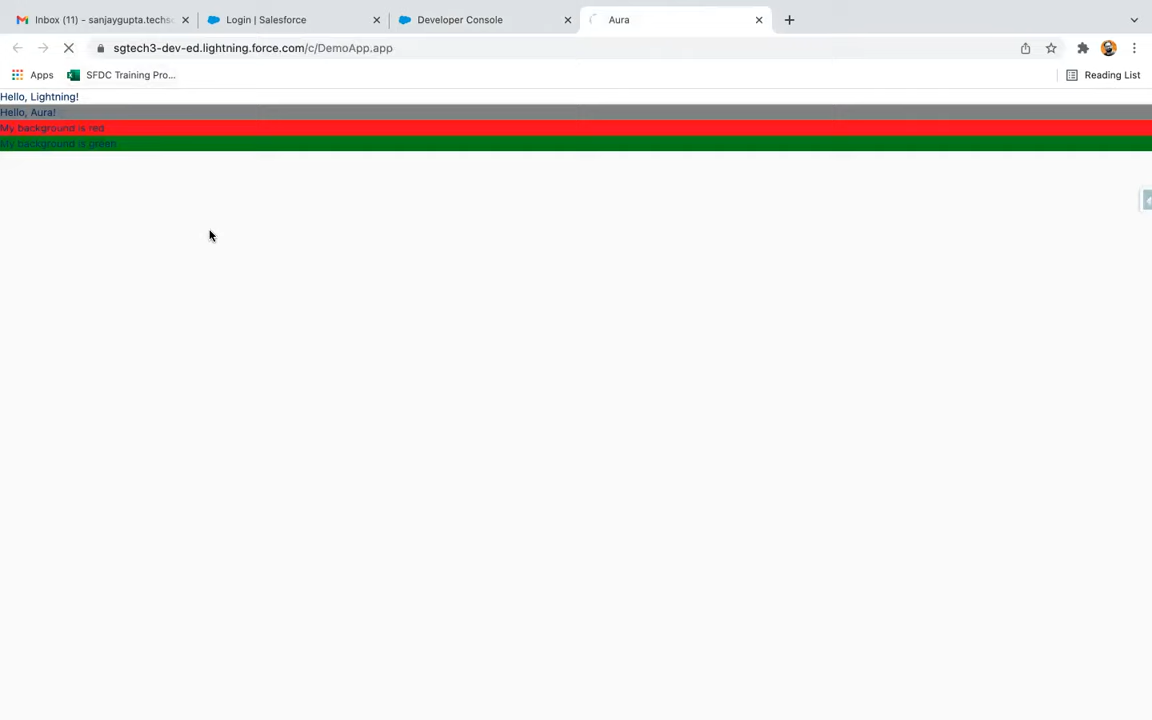 Inbox (11) – sanjaygupta.techsc
Login | Salesforce
Developer Console
Aura
sgtech3-dev-ed.lightning.force.com/c/DemoApp.app
Apps
SFDC Training Pro...
Reading List
Hello, Lightning!
Hello, Aura!
My background is red
My background is green